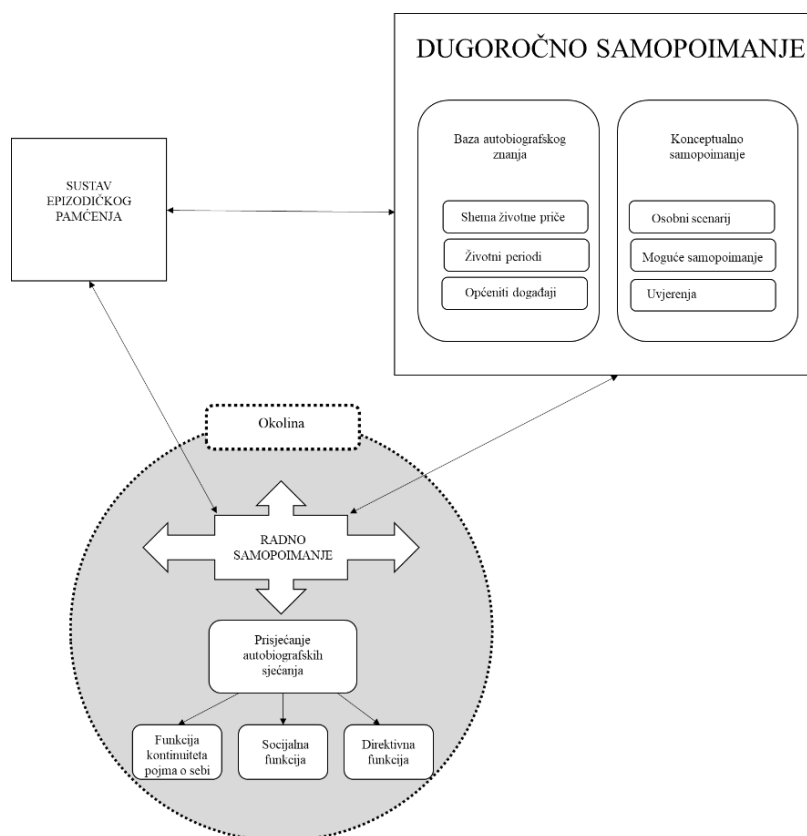 DUGOROČNO SAMOPOIMANJE
Baza autobiografskog
znanja
Shema životne priče
Životni periodi
Općeniti događaji
Konceptualno
samopoimanje
Osobni scenarij
Moguće samopoimanje
Uvjerenja
SUSTAV
EPIZODIČKOG
PAMĆENJA
Okolina
RADNO
SAMOPOIMANJE
Prisjećanje
autobiografskih
sjećanja
Funkcija
kontinuiteta
pojma o sebi
Socijalna
funkcija
Direktivna
funkcija